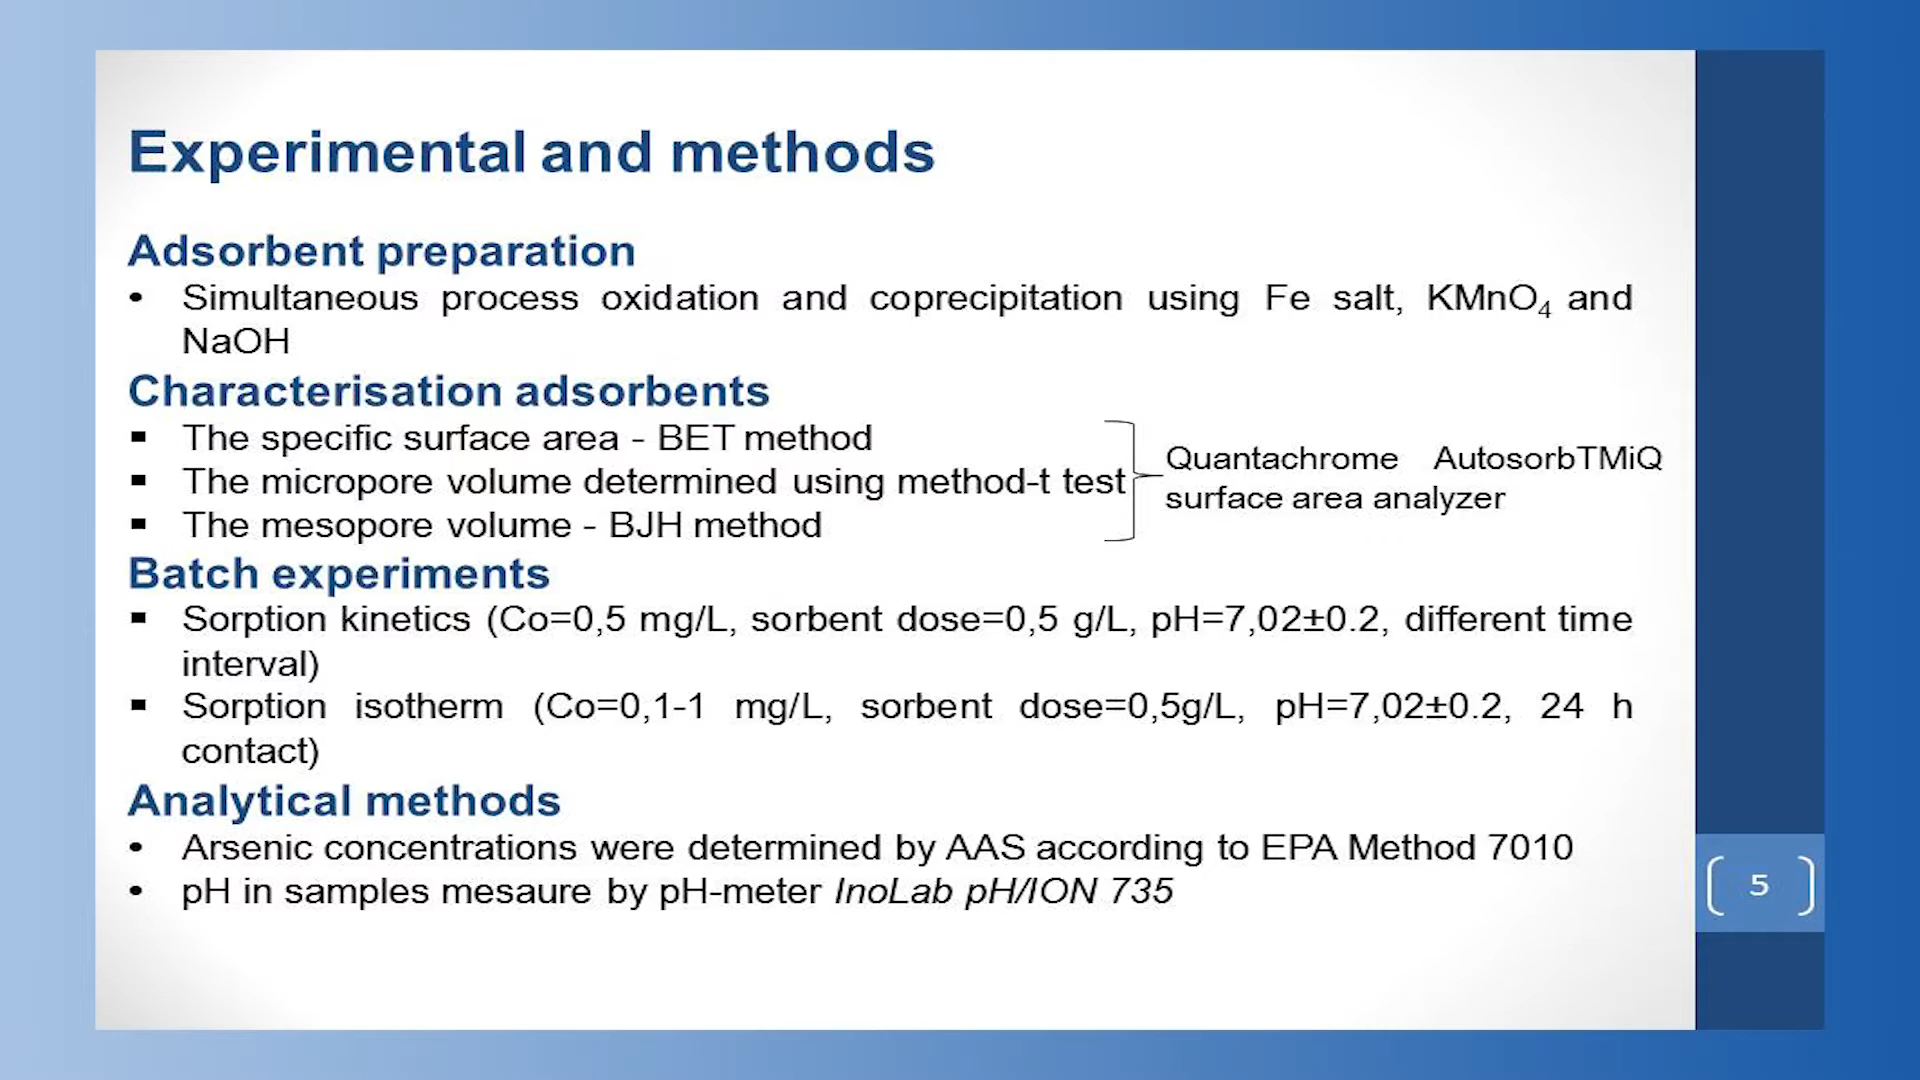 Experimental and methods
Adsorbent preparation
• Simultaneous process oxidation and coprecipitation using Fe salt, KMnO₄ and
NaOH
Characterisation adsorbents
▪ The specific surface area - BET method
▪ The micropore volume determined using method-t test
▪ The mesopore volume - BJH method
Quantachrome AutosorbTMiQ
surface area analyzer
Batch experiments
▪ Sorption kinetics (Co=0,5 mg/L, sorbent dose=0,5 g/L, pH=7,02±0.2, different time
interval)
▪ Sorption isotherm (Co=0,1-1 mg/L, sorbent dose=0,5g/L, pH=7,02±0.2, 24 h
contact)
Analytical methods
• Arsenic concentrations were determined by AAS according to EPA Method 7010
• pH in samples mesaure by pH-meter InoLab pH/ION 735
5